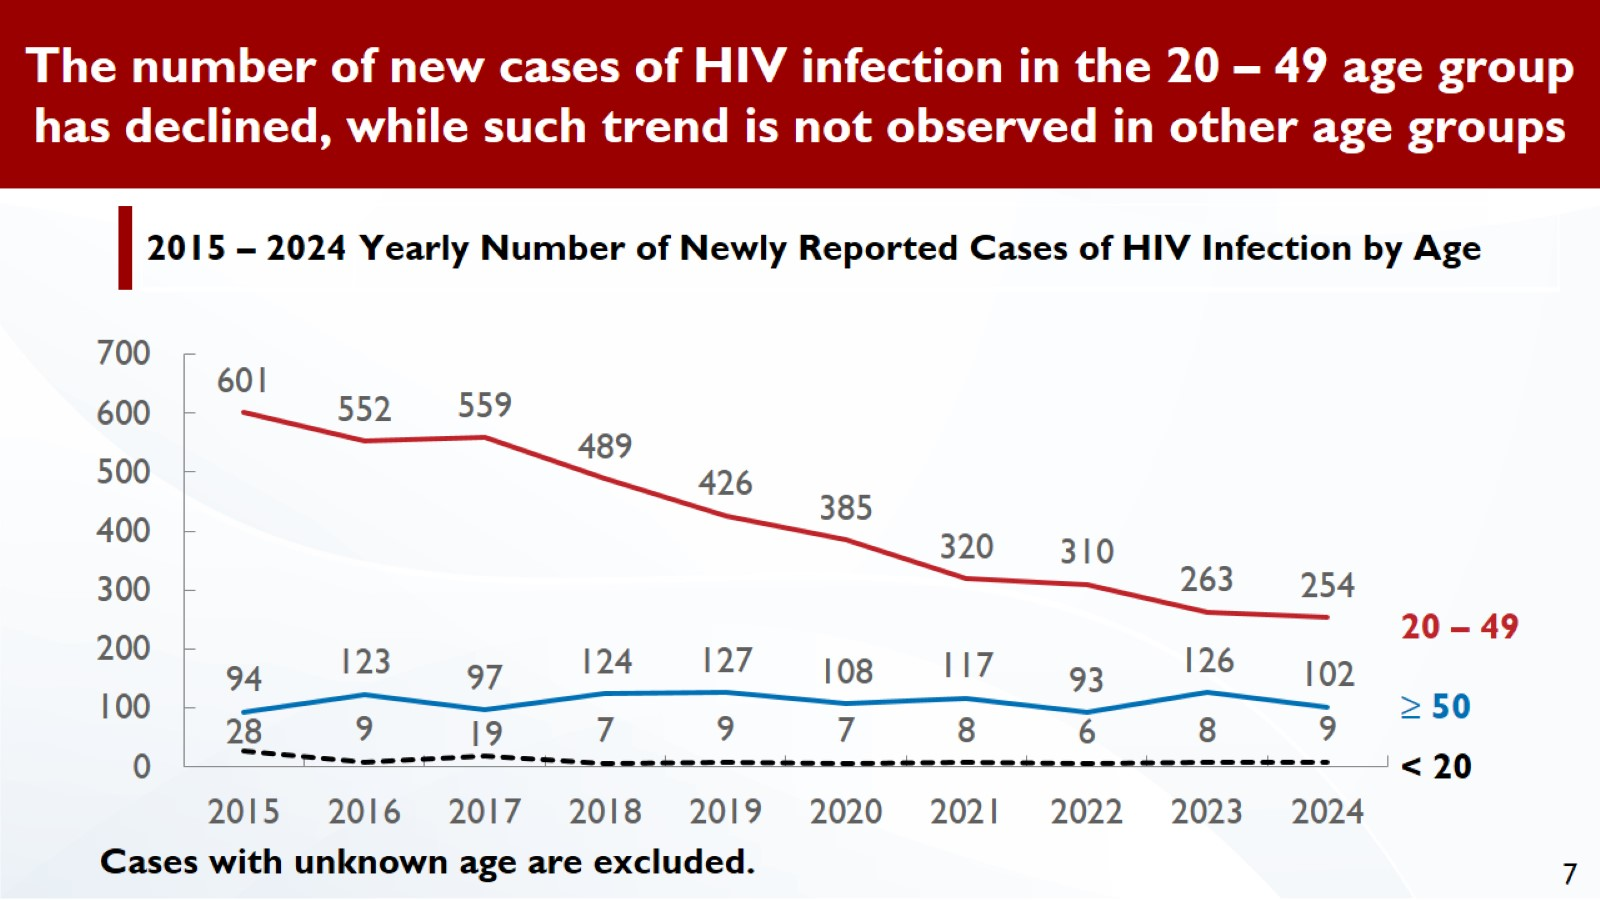 The number of new cases of HIV infection in the 20 – 49 age group
has declined, while such trend is not observed in other age groups
2015 – 2024 Yearly Number of Newly Reported Cases of HIV Infection by Age
700
600
500
400
300
200
100
0
601 552 559 489 426 385 320 310 263 254
20 – 49
94 123 97 124 127 108 117 93 126 102
≥ 50
28 9 19 7 9 7 8 6 8 9
< 20
2015 2016 2017 2018 2019 2020 2021 2022 2023 2024
Cases with unknown age are excluded.
7